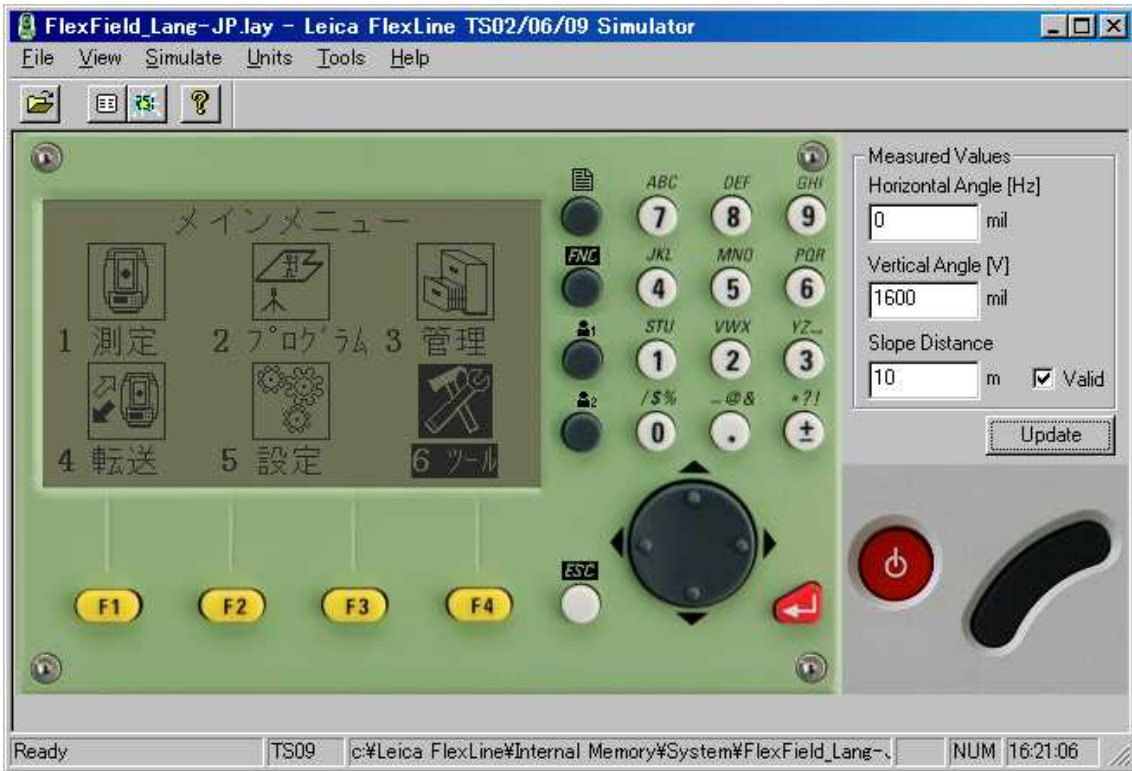 FlexField_Lang-JP.lay - Leica FlexLine TS02/06/09 Simulator
File View Simulate Units Tools Help
メインメニュー
1 測定 2 プログラム 3 管理
4 転送 5 設定 6 ツール
F1 F2 F3 F4
ABC DEF GHI
7 8 9
FNC JKL MNO PQR
4 5 6
1 STU VWX YZ
1 2 3
2 /$% _@& *?!
0 . ±
ESC
Measured Values
Horizontal Angle [Hz]
0 mil
Vertical Angle [V]
1600 mil
Slope Distance
10 m Valid
Update
Ready TS09 c:¥Leica FlexLine¥Internal Memory¥System¥FlexField_Lang- NUM 16:21:06